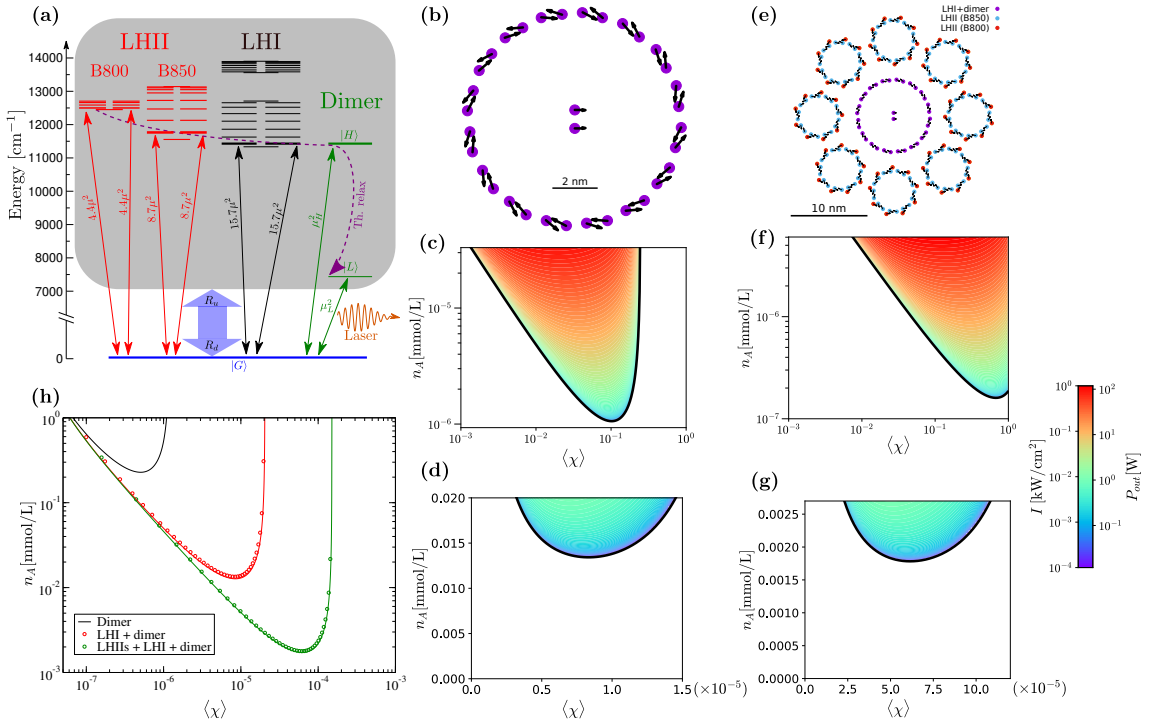 (a)
LHII
LHI
B800
B850
Dimer
Energy [cm⁻¹]
14000
13000
12000
11000
10000
9000
8000
7000
0
|H⟩
|L⟩
|G⟩
4.4μ²
4.4μ²
8.7μ²
8.7μ²
15.7μ²
15.7μ²
μ²_H
μ²_L
Th. relax
Laser
R_u
R_d
(b)
2 nm
(e)
LHI+dimer
LHII (B850)
LHII (B800)
10 nm
(c)
n_A[mmol/L]
10⁻⁵
10⁻⁶
10⁻³ 10⁻² 10⁻¹ 10⁰
⟨χ⟩
(f)
n_A[mmol/L]
10⁻⁶
10⁻⁷
10⁻³ 10⁻² 10⁻¹ 10⁰
⟨χ⟩
(d)
n_A[mmol/L]
0.020
0.015
0.010
0.005
0.000
0.0 0.5 1.0 1.5 (×10⁻⁵)
⟨χ⟩
(g)
n_A[mmol/L]
0.0025
0.0020
0.0015
0.0010
0.0005
0.0000
0.0 2.5 5.0 7.5 10.0 (×10⁻⁵)
⟨χ⟩
I [kW/cm²]
10⁰
10⁻¹
10⁻²
10⁻³
10⁻⁴
P_out[W]
10²
10¹
10⁰
10⁻¹
(h)
n_A[mmol/L]
10⁰
10⁻¹
10⁻²
10⁻³
Dimer
LHI + dimer
LHIIs + LHI + dimer
10⁻⁷ 10⁻⁶ 10⁻⁵ 10⁻⁴ 10⁻³
⟨χ⟩